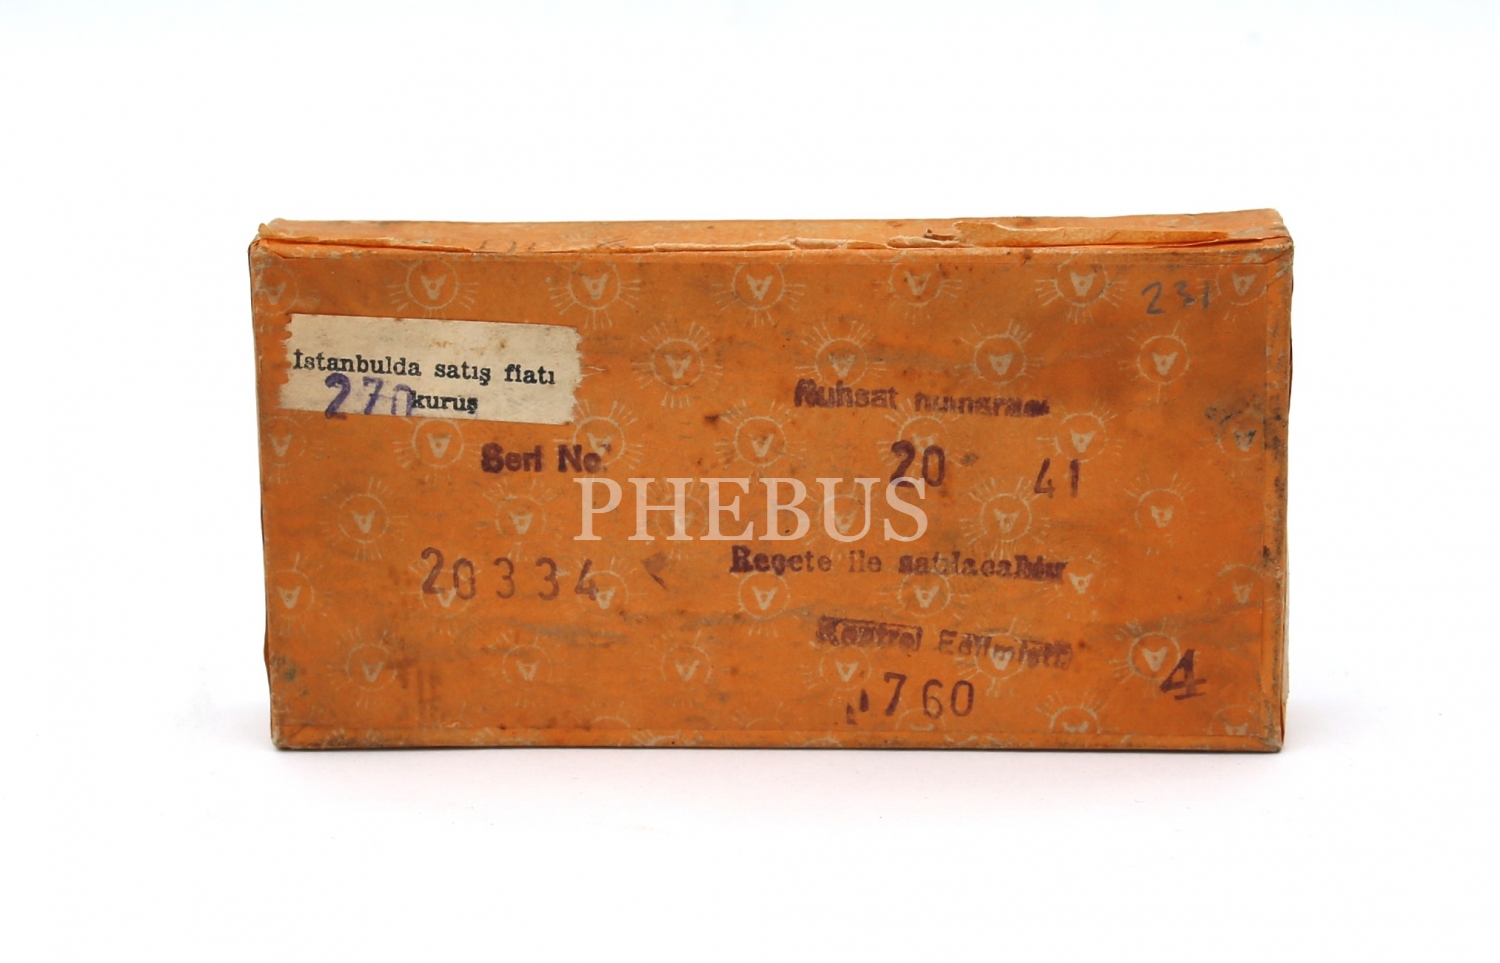 231
İstanbulda satış fiatı
270 kuruş
Ruhsat numarası
20 41
Seri No.
20334
PHEBUS
Reçete ile satılacaktır
Kontrol Edilmiştir
760
4